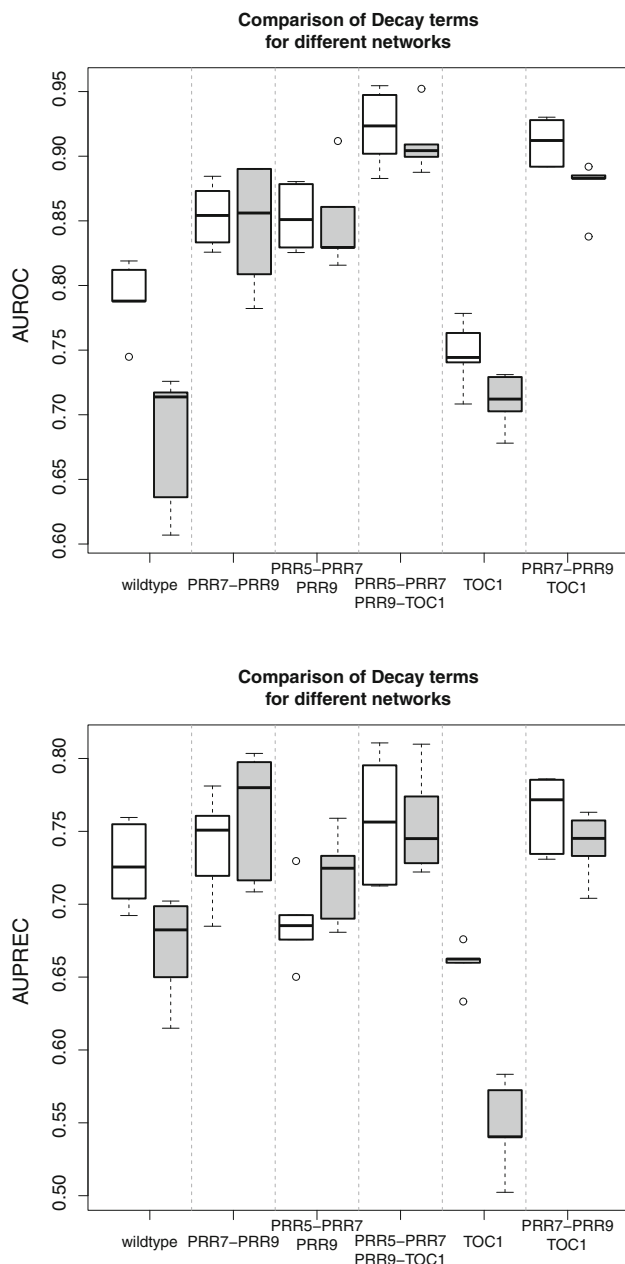 Comparison of Decay terms
for different networks
AUROC
0.95
0.90
0.85
0.80
0.75
0.70
0.65
0.60
wildtype
PRR7−PRR9
PRR5−PRR7
PRR9
PRR5−PRR7
PRR9−TOC1
TOC1
PRR7−PRR9
TOC1
Comparison of Decay terms
for different networks
AUPREC
0.80
0.75
0.70
0.65
0.60
0.55
0.50
wildtype
PRR7−PRR9
PRR5−PRR7
PRR9
PRR5−PRR7
PRR9−TOC1
TOC1
PRR7−PRR9
TOC1